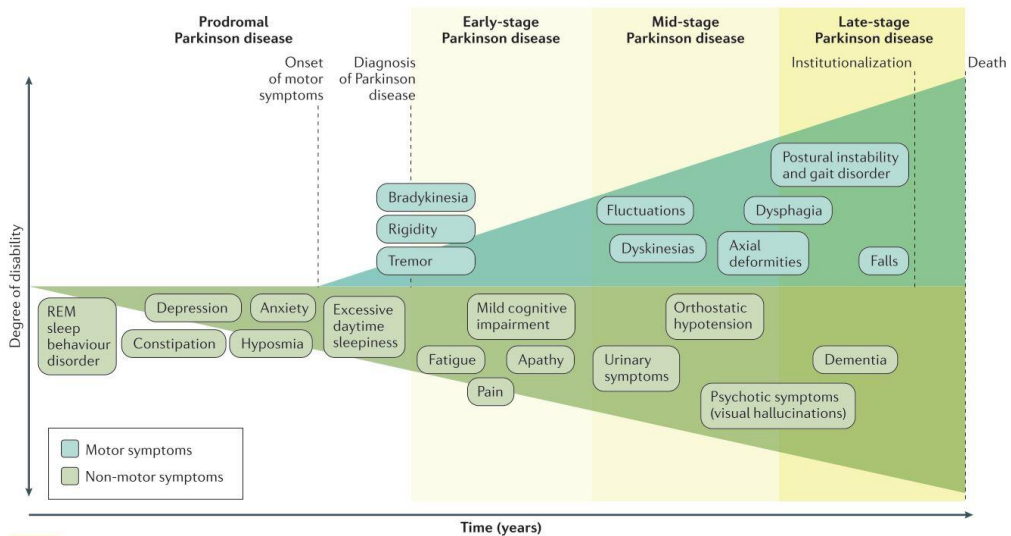 Prodromal
Parkinson disease
Early-stage
Parkinson disease
Mid-stage
Parkinson disease
Late-stage
Parkinson disease
Onset
of motor
symptoms
Diagnosis
of Parkinson
disease
Institutionalization
Death
Degree of disability
Postural instability
and gait disorder
Bradykinesia
Rigidity
Tremor
Fluctuations
Dysphagia
Dyskinesias
Axial
deformities
Falls
REM
sleep
behaviour
disorder
Depression
Anxiety
Constipation
Hyposmia
Excessive
daytime
sleepiness
Mild cognitive
impairment
Fatigue
Apathy
Pain
Orthostatic
hypotension
Urinary
symptoms
Dementia
Psychotic symptoms
(visual hallucinations)
Motor symptoms
Non-motor symptoms
Time (years)